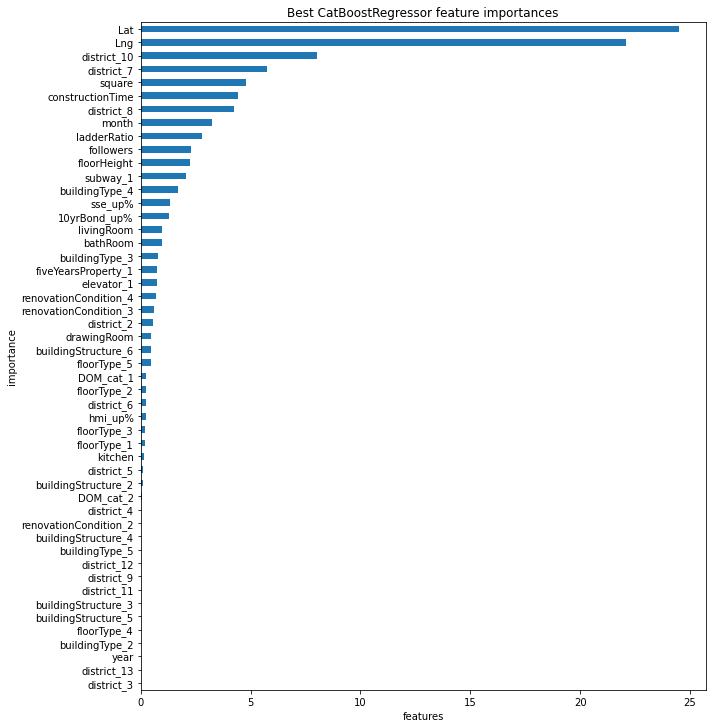 Best CatBoostRegressor feature importances
Lat
Lng
district_10
district_7
square
constructionTime
district_8
month
ladderRatio
followers
floorHeight
subway_1
buildingType_4
sse_up%
10yrBond_up%
livingRoom
bathRoom
buildingType_3
fiveYearsProperty_1
elevator_1
renovationCondition_4
renovationCondition_3
district_2
drawingRoom
buildingStructure_6
floorType_5
DOM_cat_1
floorType_2
district_6
hmi_up%
floorType_3
floorType_1
kitchen
district_5
buildingStructure_2
DOM_cat_2
district_4
renovationCondition_2
buildingStructure_4
buildingType_5
district_12
district_9
district_11
buildingStructure_3
buildingStructure_5
floorType_4
buildingType_2
year
district_13
district_3
importance
0 5 10 15 20 25
features